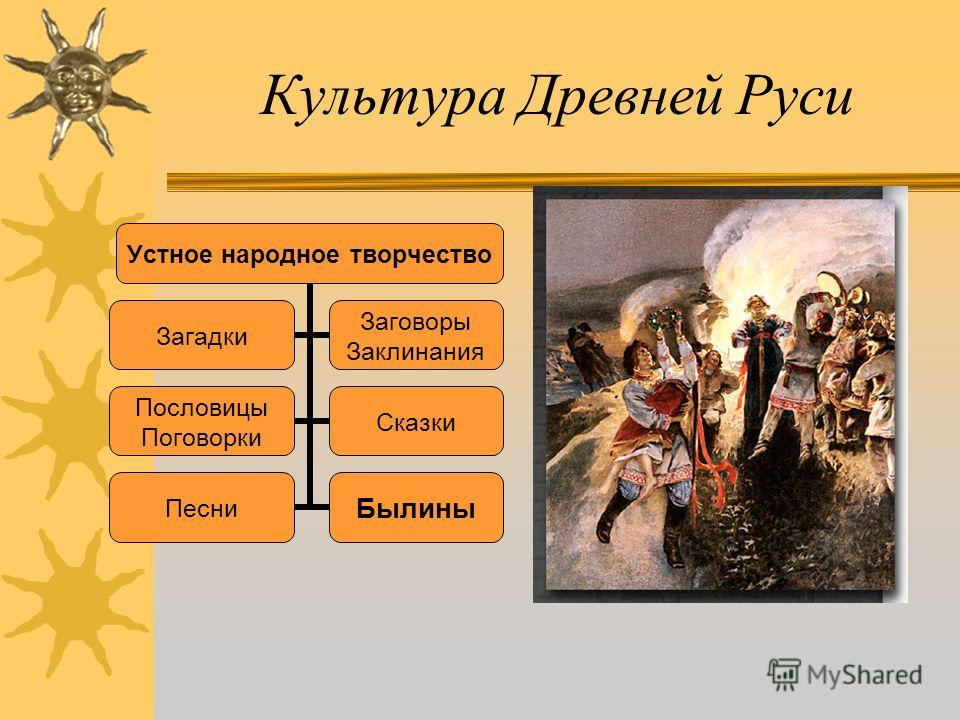 Культура Древней Руси
Устное народное творчество
Загадки
Заговоры
Заклинания
Пословицы
Поговорки
Сказки
Песни
Былины
MyShared